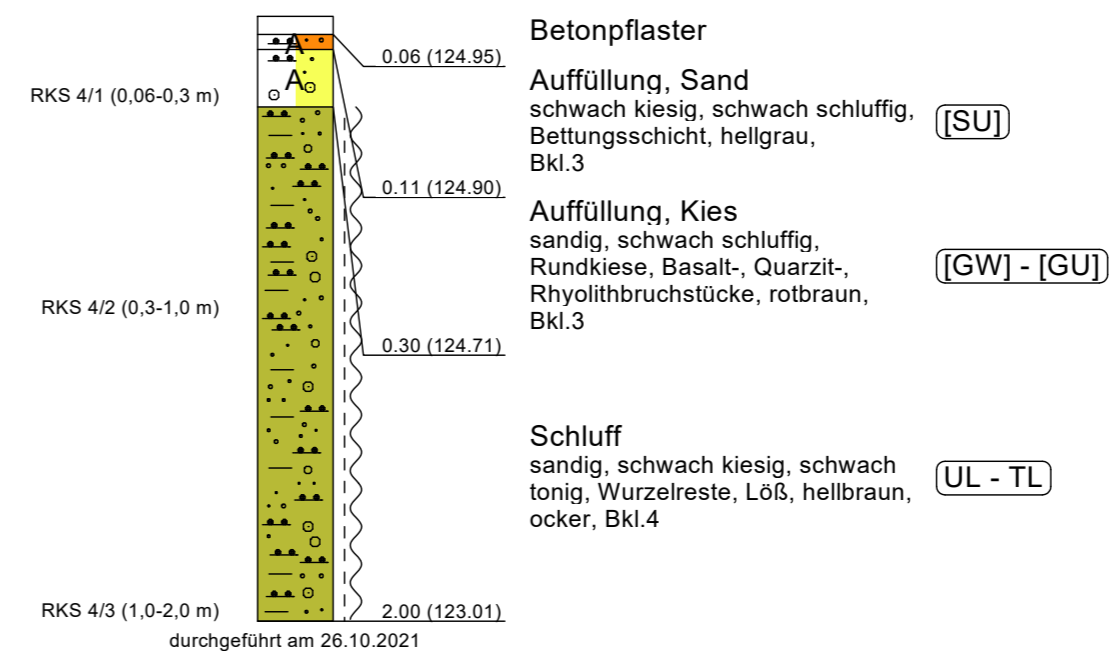 Betonpflaster
0.06 (124.95)
A
Auffüllung, Sand
schwach kiesig, schwach schluffig,
Bettungsschicht, hellgrau,
Bkl.3
[SU]
A
RKS 4/1 (0,06-0,3 m)
0.11 (124.90)
Auffüllung, Kies
sandig, schwach schluffig,
Rundkiese, Basalt-, Quarzit-,
Rhyolithbruchstücke, rotbraun,
Bkl.3
[GW] - [GU]
RKS 4/2 (0,3-1,0 m)
0.30 (124.71)
Schluff
sandig, schwach kiesig, schwach
tonig, Wurzelreste, Löß, hellbraun,
ocker, Bkl.4
UL - TL
RKS 4/3 (1,0-2,0 m)
2.00 (123.01)
durchgeführt am 26.10.2021